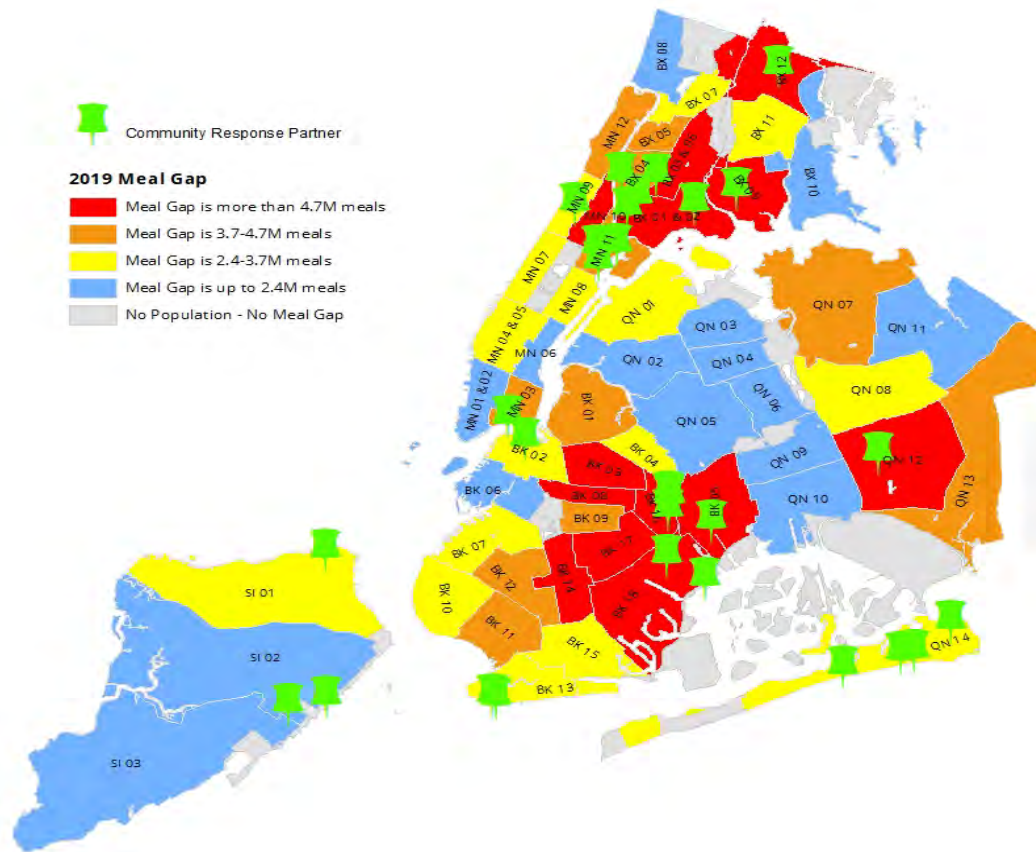 Community Response Partner
2019 Meal Gap
Meal Gap is more than 4.7M meals
Meal Gap is 3.7-4.7M meals
Meal Gap is 2.4-3.7M meals
Meal Gap is up to 2.4M meals
No Population - No Meal Gap
BX 08
BX 12
BX 07
MN 12
BX 05
BX 11
BX 04
BX 03 & 06
BX 10
MN 09
MN 10
BX 01 & 02
MN 11
MN 07
MN 08
QN 01
QN 07
QN 03
QN 11
MN 04 & 05
MN 06
QN 02
QN 04
QN 08
MN 01 & 02
MN 03
BK 01
QN 06
QN 05
BK 02
BK 04
QN 09
QN 12
QN 13
BK 03
BK 06
BK 08
BK 05
QN 10
BK 09
BK 07
BK 17
BK 12
BK 14
BK 10
BK 18
BK 11
BK 15
BK 13
QN 14
SI 01
SI 02
SI 03